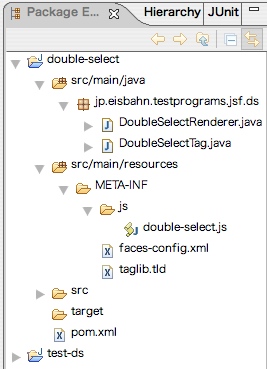 Package E... Hierarchy JUnit
double-select
src/main/java
jp.eisbahn.testprograms.jsf.ds
DoubleSelectRenderer.java
DoubleSelectTag.java
src/main/resources
META-INF
js
double-select.js
faces-config.xml
taglib.tld
src
target
pom.xml
test-ds